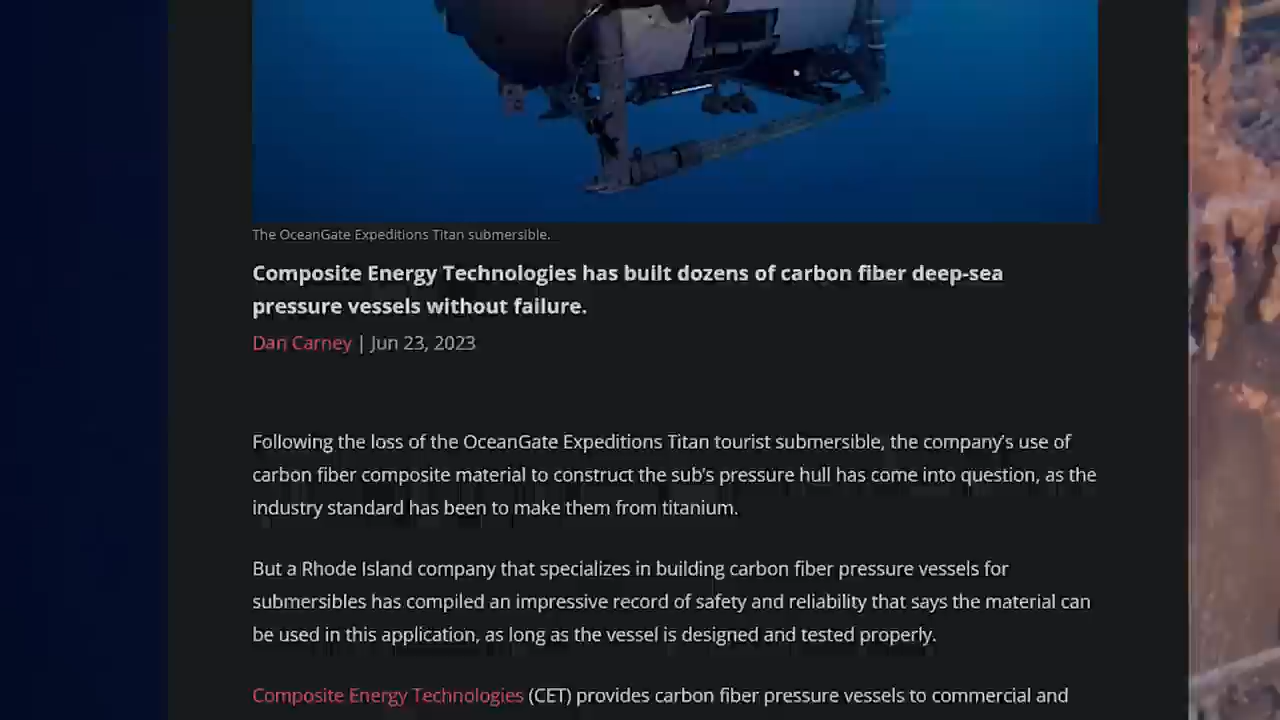 The OceanGate Expeditions Titan submersible.
Composite Energy Technologies has built dozens of carbon fiber deep-sea
pressure vessels without failure.
Dan Carney | Jun 23, 2023
Following the loss of the OceanGate Expeditions Titan tourist submersible, the company's use of
carbon fiber composite material to construct the sub's pressure hull has come into question, as the
industry standard has been to make them from titanium.
But a Rhode Island company that specializes in building carbon fiber pressure vessels for
submersibles has compiled an impressive record of safety and reliability that says the material can
be used in this application, as long as the vessel is designed and tested properly.
Composite Energy Technologies (CET) provides carbon fiber pressure vessels to commercial and